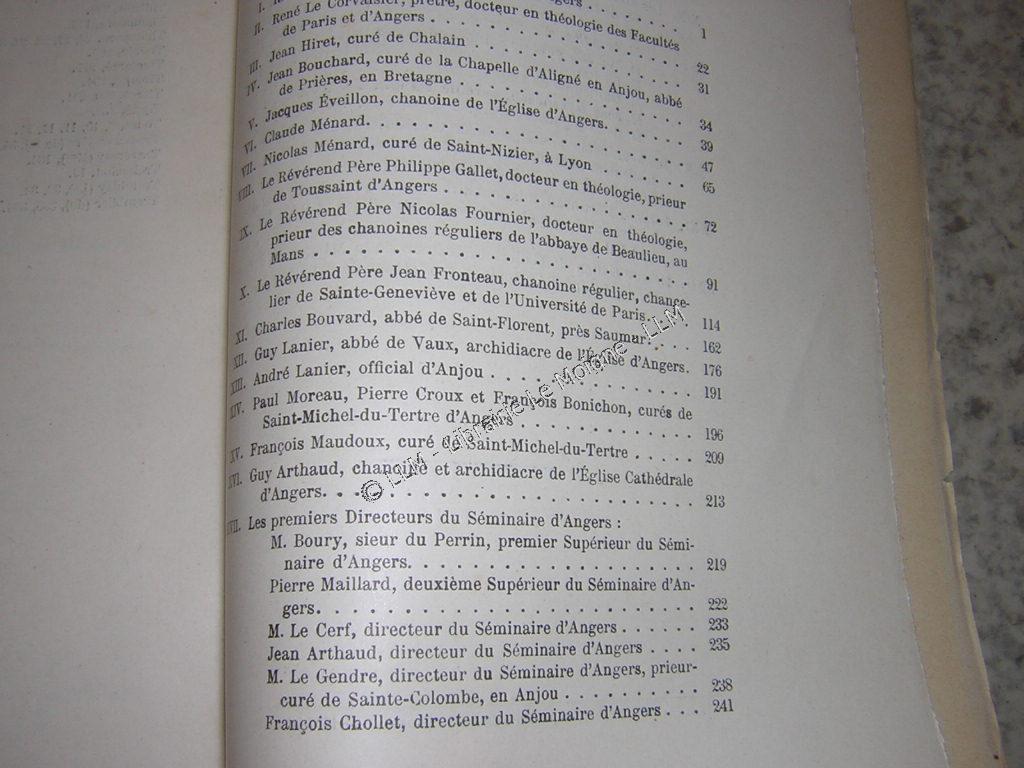 I.
II. René Le Corvaisier, prêtre, docteur en théologie des Facultés
de Paris et d'Angers . . . . . . . . . . . . . . . 1
III. Jean Hiret, curé de Chalain . . . . . . . . . . . . . . 22
IV. Jean Bouchard, curé de la Chapelle d'Aligné en Anjou, abbé
de Prières, en Bretagne . . . . . . . . . . . . . . 31
V. Jacques Éveillon, chanoine de l'Église d'Angers. . . . . . 34
VI. Claude Ménard. . . . . . . . . . . . . . . . . . 39
VII. Nicolas Ménard, curé de Saint-Nizier, à Lyon . . . . . . . 47
VIII. Le Révérend Père Philippe Gallet, docteur en théologie, prieur 65
de Toussaint d'Angers . . . . . . . . . . . . . . . 72
IX. Le Révérend Père Nicolas Fournier, docteur en théologie,
prieur des chanoines réguliers de l'abbaye de Beaulieu, au
Mans . . . . . . . . . . . . . . . . . . . . . 91
X. Le Révérend Père Jean Fronteau, chanoine régulier, chance-
lier de Sainte-Geneviève et de l'Université de Paris. . . . 114
XI. Charles Bouvard, abbé de Saint-Florent, près Saumur. . . . 162
XII. Guy Lanier, abbé de Vaux, archidiacre de l'Église d'Angers. 176
XIII. André Lanier, official d'Anjou . . . . . . . . . . . . 191
XIV. Paul Moreau, Pierre Croux et François Bonichon, curés de
Saint-Michel-du-Tertre d'Angers . . . . . . . . . . . 196
XV. François Maudoux, curé de Saint-Michel-du-Tertre . . . . . 209
XVI. Guy Arthaud, chanoine et archidiacre de l'Église Cathédrale
d'Angers. . . . . . . . . . . . . . . . . . . . 213
XVII. Les premiers Directeurs du Séminaire d'Angers :
M. Boury, sieur du Perrin, premier Supérieur du Sémi-
naire d'Angers. . . . . . . . . . . . . . . . . . 219
Pierre Maillard, deuxième Supérieur du Séminaire d'An-
gers. . . . . . . . . . . . . . . . . . . . . 222
M. Le Cerf, directeur du Séminaire d'Angers . . . . . . 233
Jean Arthaud, directeur du Séminaire d'Angers . . . . 235
M. Le Gendre, directeur du Séminaire d'Angers, prieur-
curé de Sainte-Colombe, en Anjou . . . . . . . . . . 238
François Chollet, directeur du Séminaire d'Angers . . . 241
© LLM - Librairie Le Moiane - LLM